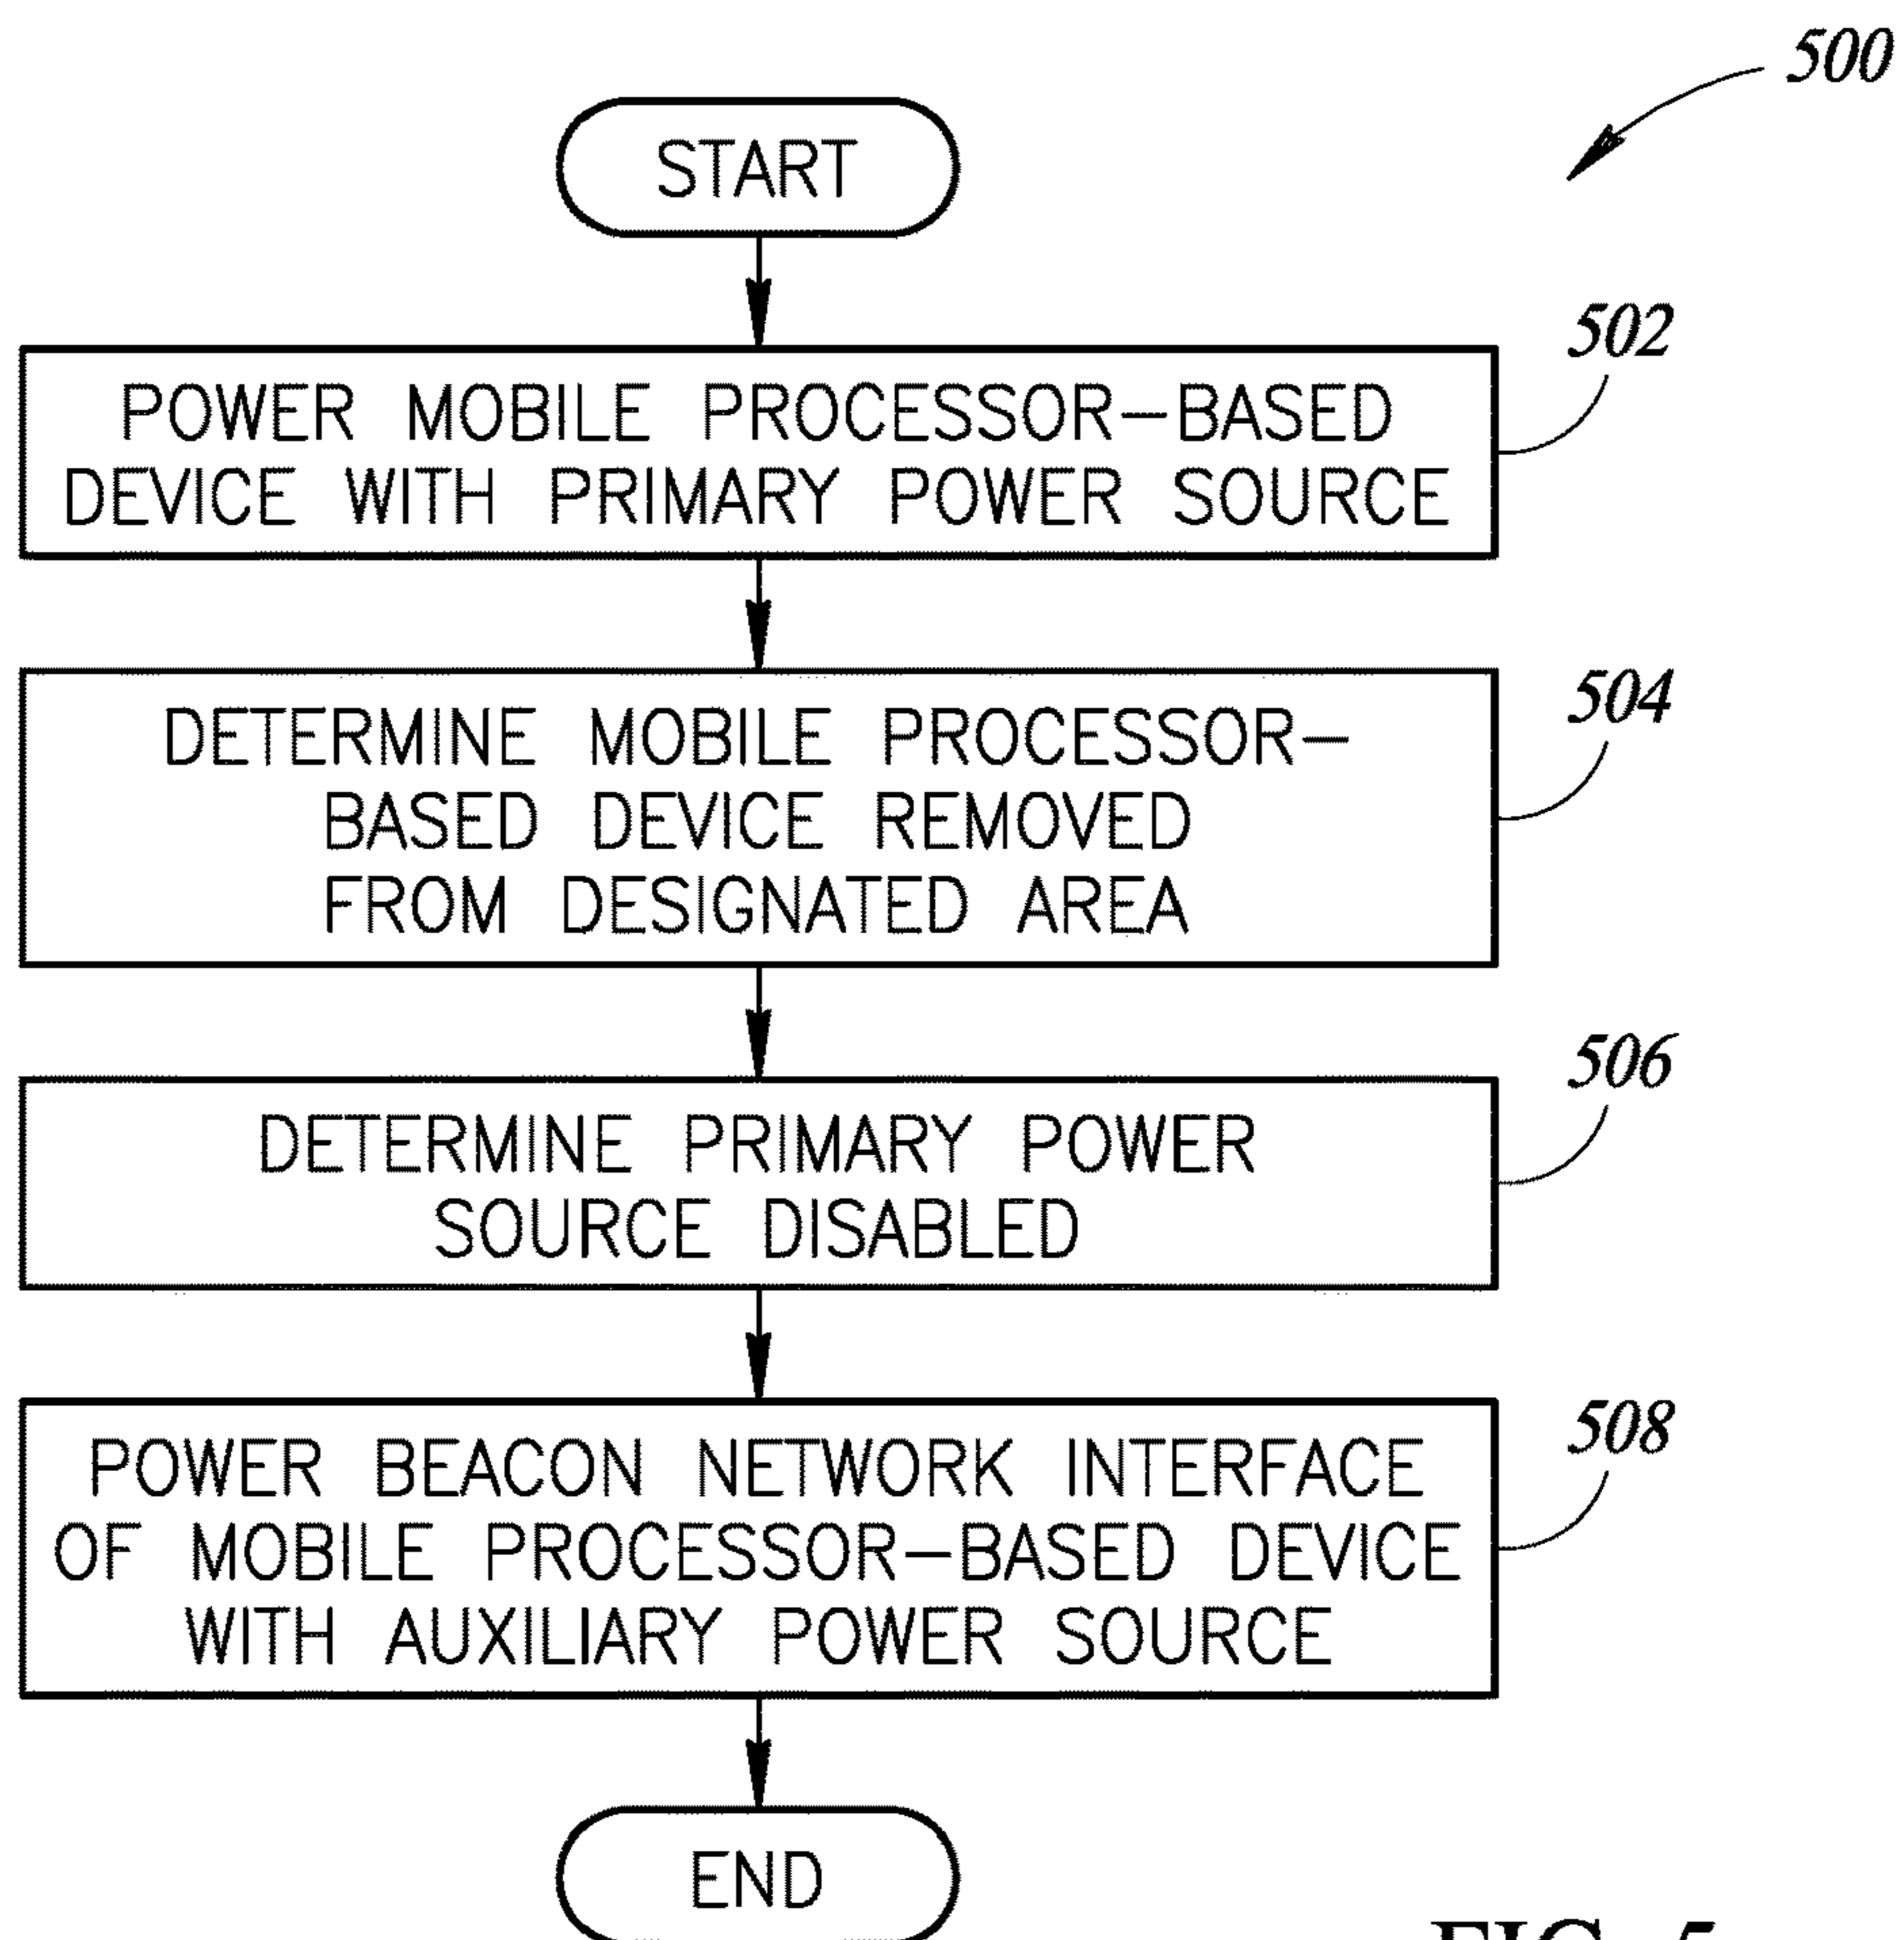 500
START
502
POWER MOBILE PROCESSOR-BASED
DEVICE WITH PRIMARY POWER SOURCE
504
DETERMINE MOBILE PROCESSOR-
BASED DEVICE REMOVED
FROM DESIGNATED AREA
506
DETERMINE PRIMARY POWER
SOURCE DISABLED
508
POWER BEACON NETWORK INTERFACE
OF MOBILE PROCESSOR-BASED DEVICE
WITH AUXILIARY POWER SOURCE
END
FIG. 5